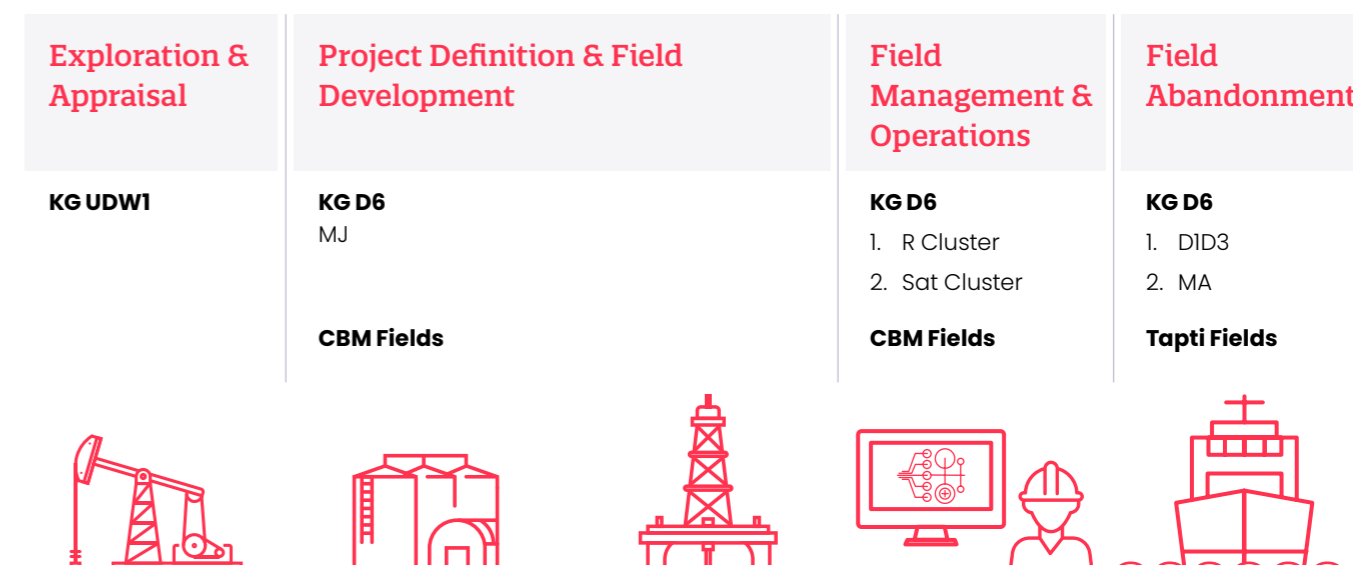 Exploration &
Appraisal
KG UDW1
Project Definition & Field
Development
KG D6
MJ
CBM Fields
Field
Management &
Operations
KG D6
1. R Cluster
2. Sat Cluster
CBM Fields
Field
Abandonment
KG D6
1. D1D3
2. MA
Tapti Fields